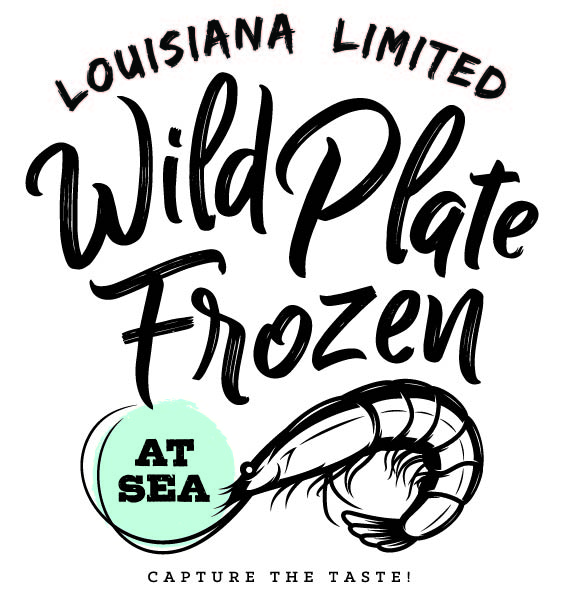 LOUISIANA LIMITED
Wild Plate
Frozen
AT
SEA
CAPTURE THE TASTE!